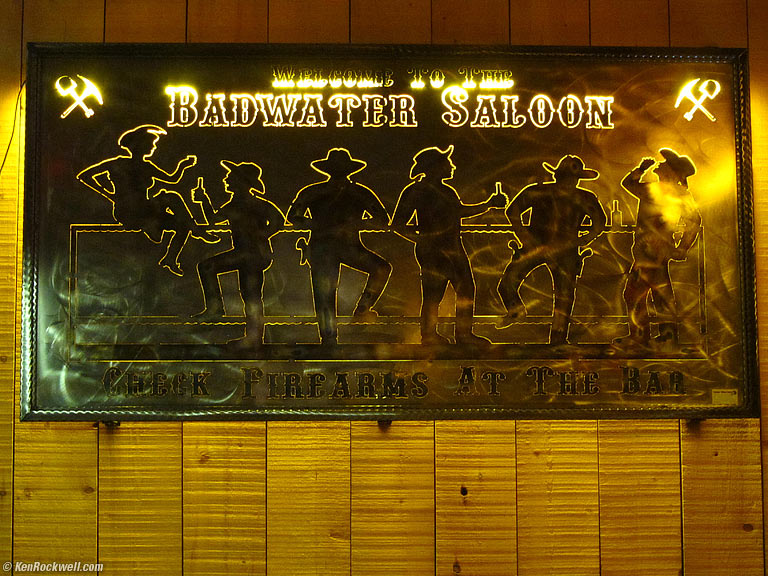 Welcome To The
Badwater Saloon
Check Firearms At The Bar
© KenRockwell.com